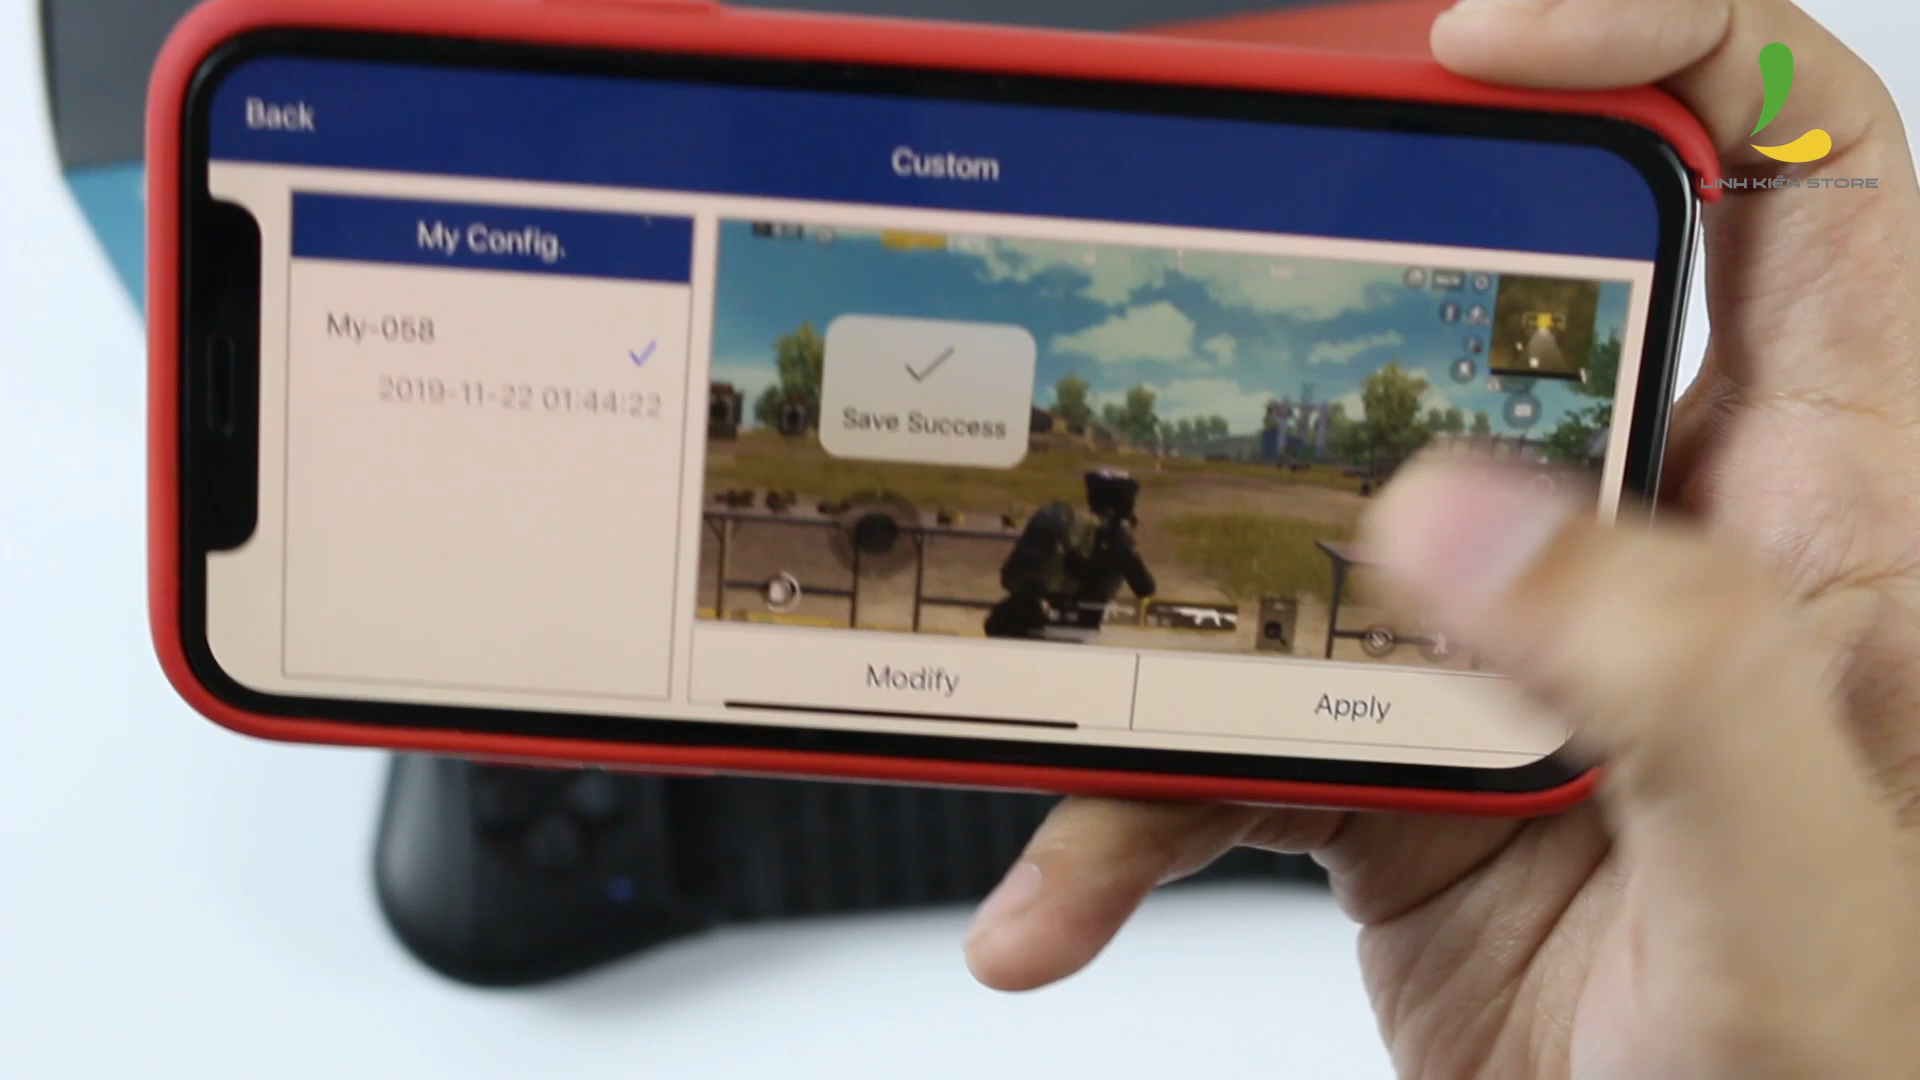 Back
Custom
My Config.
My-058
2019-11-22 01:44:22
Save Success
Modify
Apply
LINH KIỆN STORE